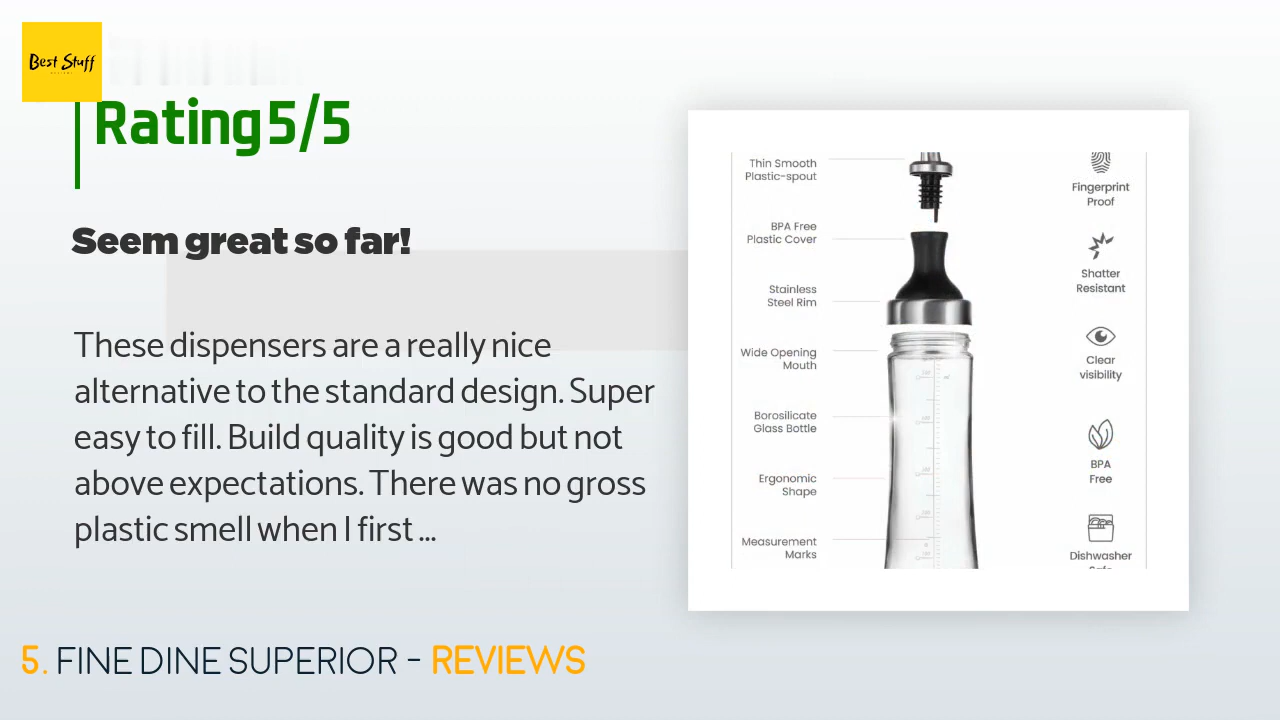 Best Stuff
Rating 5/5
Seem great so far!
These dispensers are a really nice
alternative to the standard design. Super
easy to fill. Build quality is good but not
above expectations. There was no gross
plastic smell when I first ...
Thin Smooth
Plastic-spout
BPA Free
Plastic Cover
Stainless
Steel Rim
Wide Opening
Mouth
Borosilicate
Glass Bottle
Ergonomic
Shape
Measurement
Marks
Fingerprint
Proof
Shatter
Resistant
Clear
visibility
BPA
Free
Dishwasher
Safe
5. FINE DINE SUPERIOR - REVIEWS